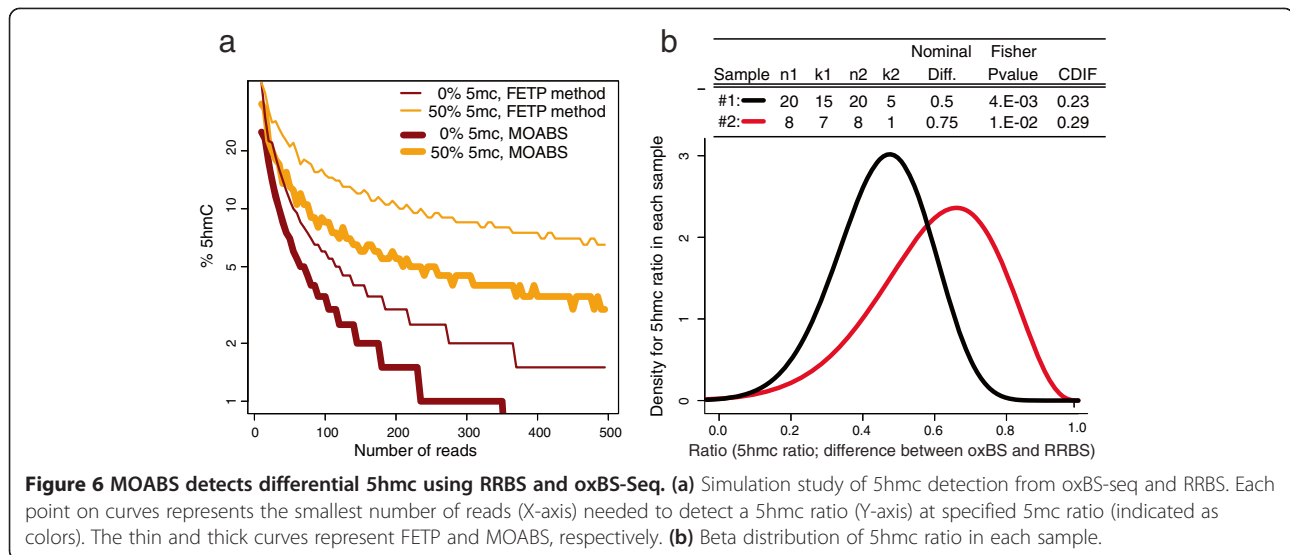 a
0% 5mc, FETP method
50% 5mc, FETP method
0% 5mc, MOABS
50% 5mc, MOABS
% 5hmC
20
10
5
2
1
0 100 200 300 400 500
Number of reads
b
Nominal Fisher
Sample n1 k1 n2 k2 Diff. Pvalue CDIF
#1: 20 15 20 5 0.5 4.E-03 0.23
#2: 8 7 8 1 0.75 1.E-02 0.29
Density for 5hmc ratio in each sample
3
2
1
0
0.0 0.2 0.4 0.6 0.8 1.0
Ratio (5hmc ratio; difference between oxBS and RRBS)
Figure 6 MOABS detects differential 5hmc using RRBS and oxBS-Seq. (a) Simulation study of 5hmc detection from oxBS-seq and RRBS. Each
point on curves represents the smallest number of reads (X-axis) needed to detect a 5hmc ratio (Y-axis) at specified 5mc ratio (indicated as
colors). The thin and thick curves represent FETP and MOABS, respectively. (b) Beta distribution of 5hmc ratio in each sample.